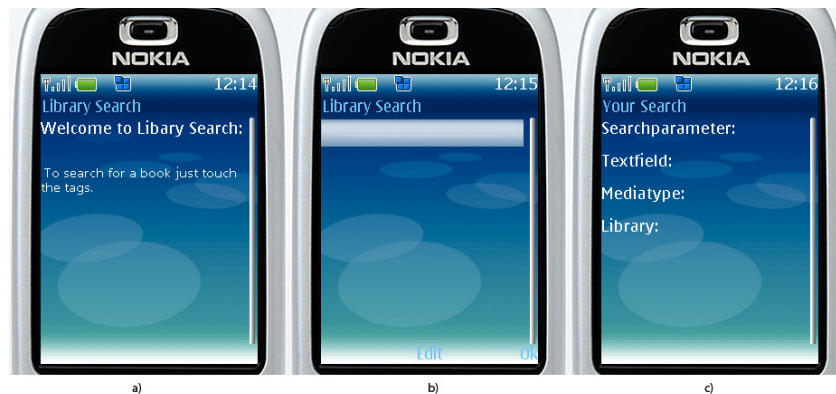 NOKIA
12:14
Library Search
Welcome to Libary Search:
To search for a book just touch
the tags.
a)
NOKIA
12:15
Library Search
Edit Ok
b)
NOKIA
12:16
Your Search
Searchparameter:
Textfield:
Mediatype:
Library:
c)